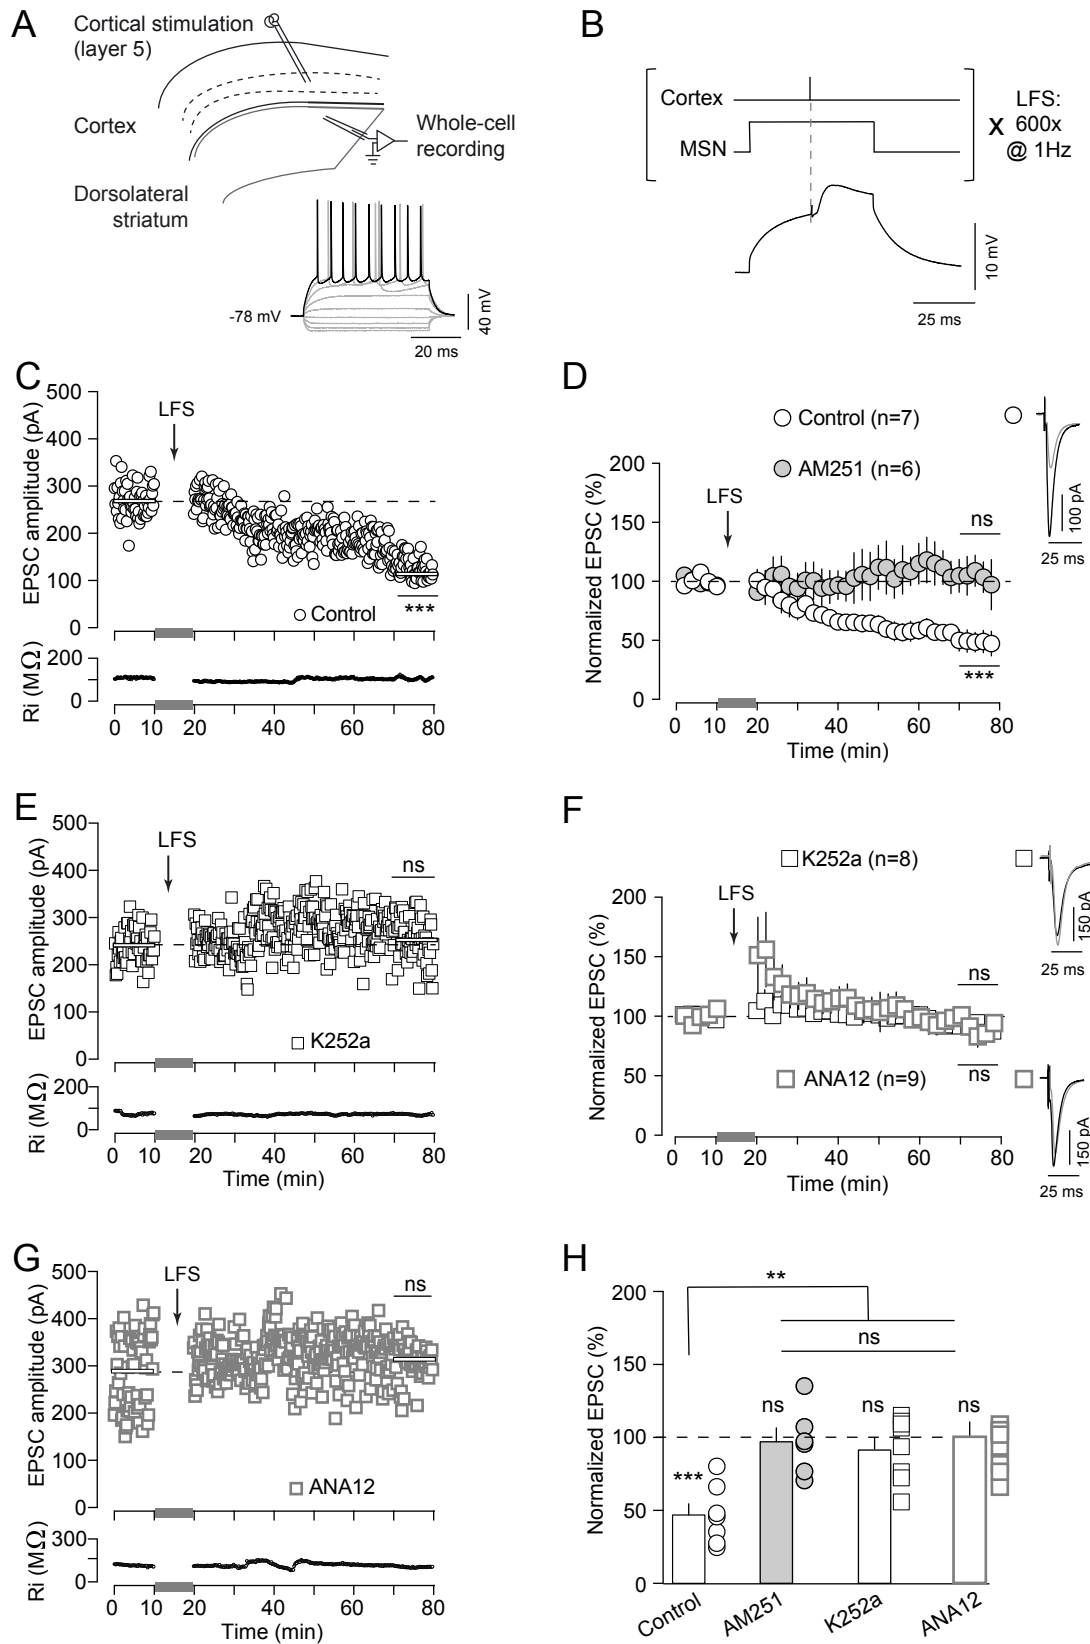 A
Cortical stimulation
(layer 5)
Cortex
Whole-cell
recording
Dorsolateral
striatum
-78 mV
40 mV
20 ms
B
Cortex
MSN
x
LFS:
600x
@ 1Hz
10 mV
25 ms
C
EPSC amplitude (pA)
500
400
300
200
100
0
LFS
Control
***
Ri (MΩ)
200
0
0
10
20
40
60
80
D
Normalized EPSC (%)
200
150
100
50
0
Control (n=7)
AM251 (n=6)
LFS
ns
***
100 pA
25 ms
0
10
20
40
60
80
Time (min)
E
EPSC amplitude (pA)
500
400
300
200
100
0
LFS
ns
K252a
Ri (MΩ)
200
0
0
10
20
40
60
80
Time (min)
F
Normalized EPSC (%)
200
150
100
50
0
K252a (n=8)
LFS
ns
ANA12 (n=9)
ns
150 pA
25 ms
150 pA
25 ms
0
10
20
40
60
80
Time (min)
G
EPSC amplitude (pA)
500
400
300
200
100
0
LFS
ns
ANA12
Ri (MΩ)
300
0
0
10
20
40
60
80
Time (min)
H
Normalized EPSC (%)
200
150
100
50
0
**
ns
***
ns
ns
ns
Control
AM251
K252a
ANA12